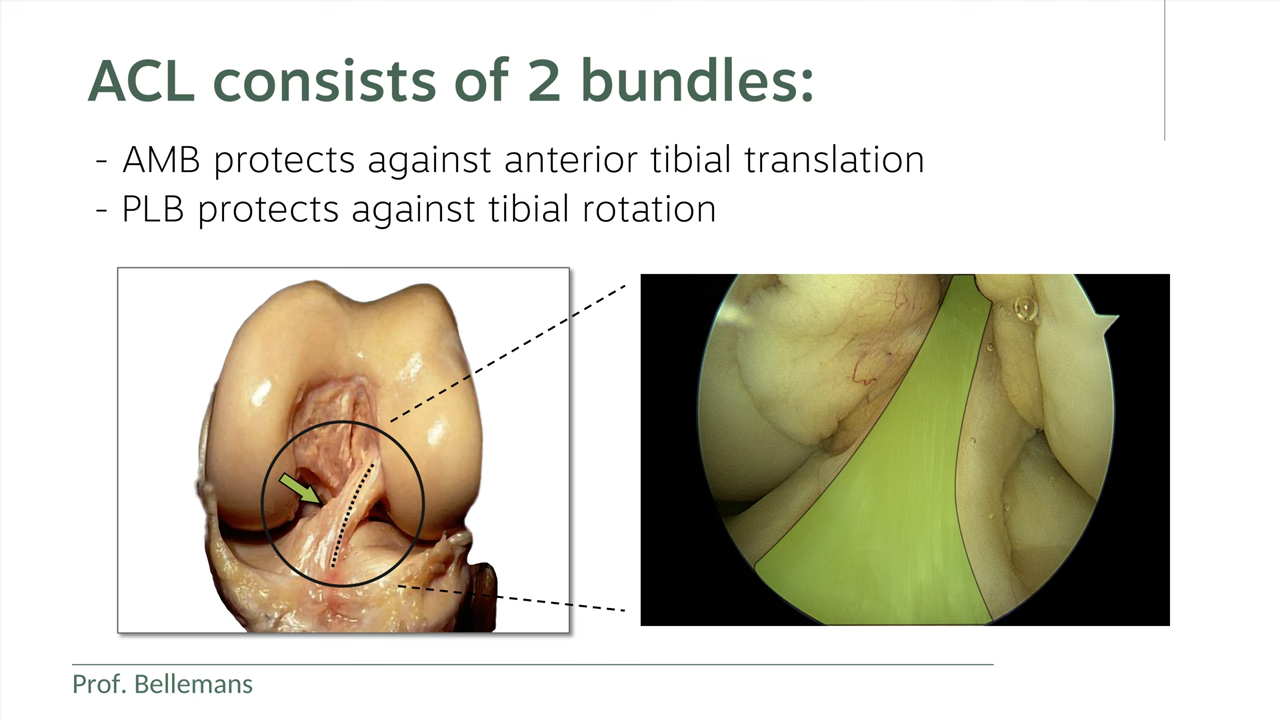 ACL consists of 2 bundles:
- AMB protects against anterior tibial translation
- PLB protects against tibial rotation
Prof. Bellemans